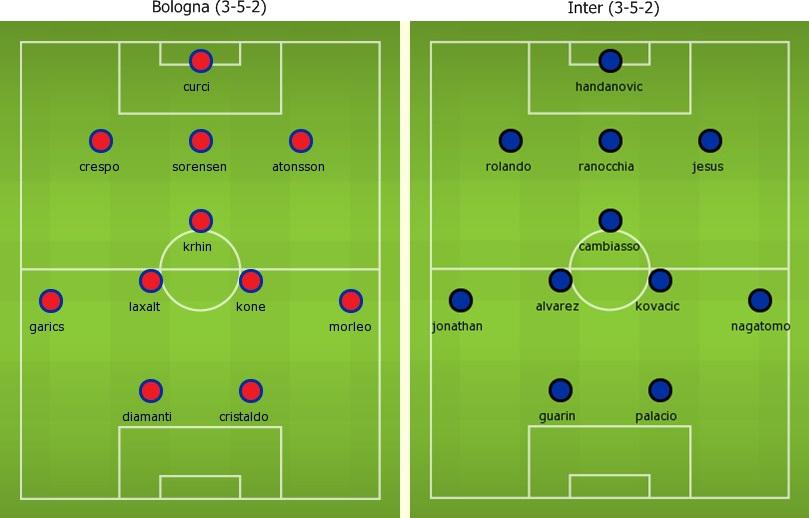 Bologna (3-5-2)
curci
crespo sorensen atonsson
krhin
laxalt kone
garics morleo
diamanti cristaldo
Inter (3-5-2)
handanovic
rolando ranocchia jesus
cambiasso
alvarez kovacic
jonathan nagatomo
guarin palacio